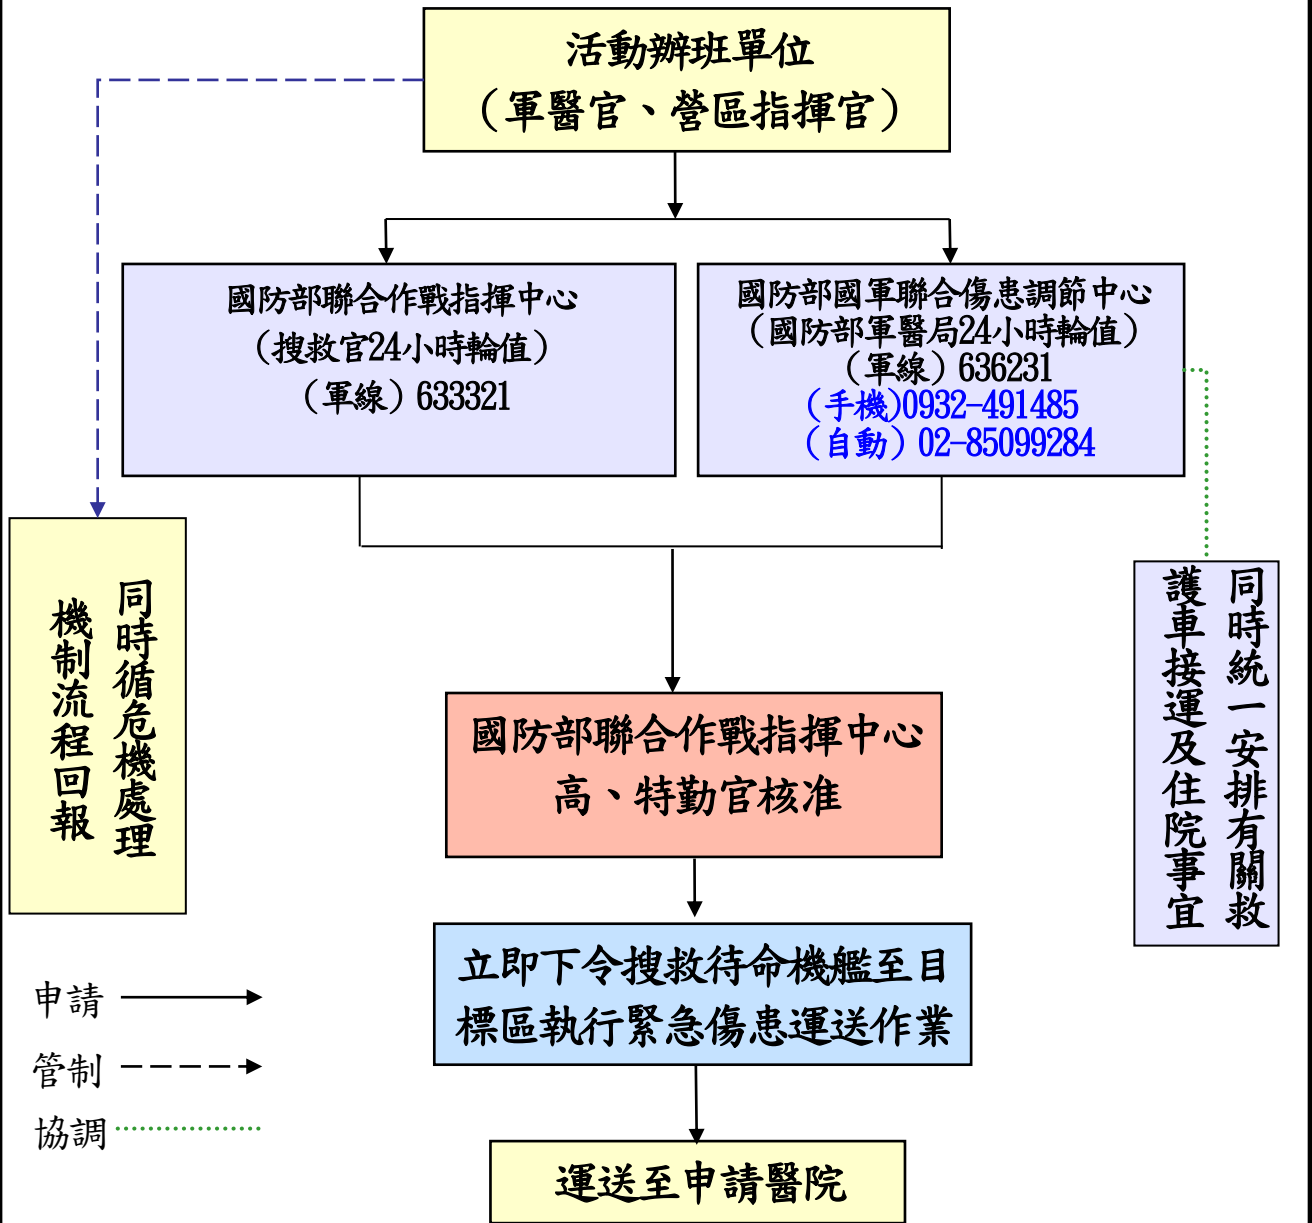 活動辦班單位
（軍醫官、營區指揮官）
國防部聯合作戰指揮中心
（搜救官24小時輪值）
（軍線）633321
國防部國軍聯合傷患調節中心
（國防部軍醫局24小時輪值）
（軍線）636231
（手機)0932-491485
（自動）02-85099284
同時循危機處理
機制流程回報
同時統一安排有關救
護車接運及住院事宜
國防部聯合作戰指揮中心
高、特勤官核准
立即下令搜救待命機艦至目
標區執行緊急傷患運送作業
運送至申請醫院
申請
管制
協調